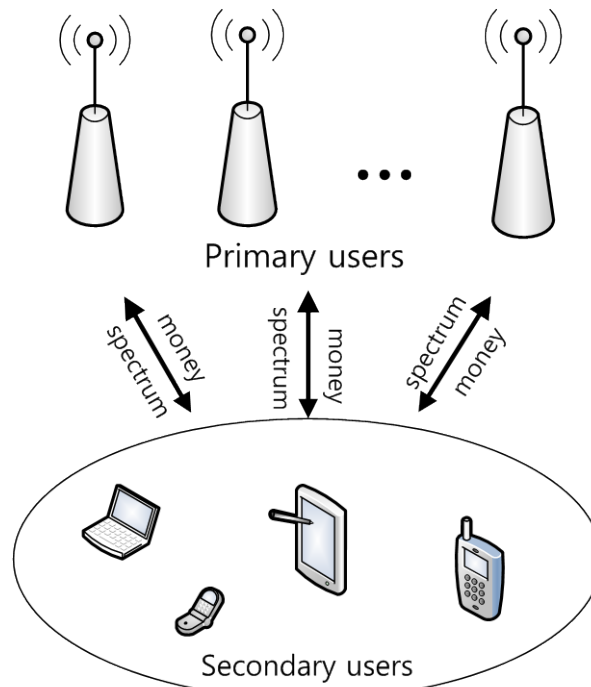 Primary users
spectrum
money
spectrum
money
spectrum
money
Secondary users